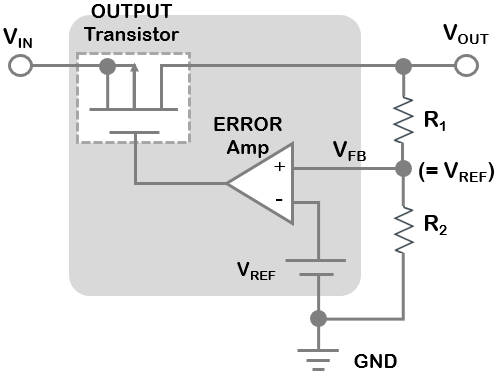 OUTPUT
Transistor
VIN
VOUT
ERROR
Amp
+
-
VFB
R1
(= VREF)
R2
VREF
GND